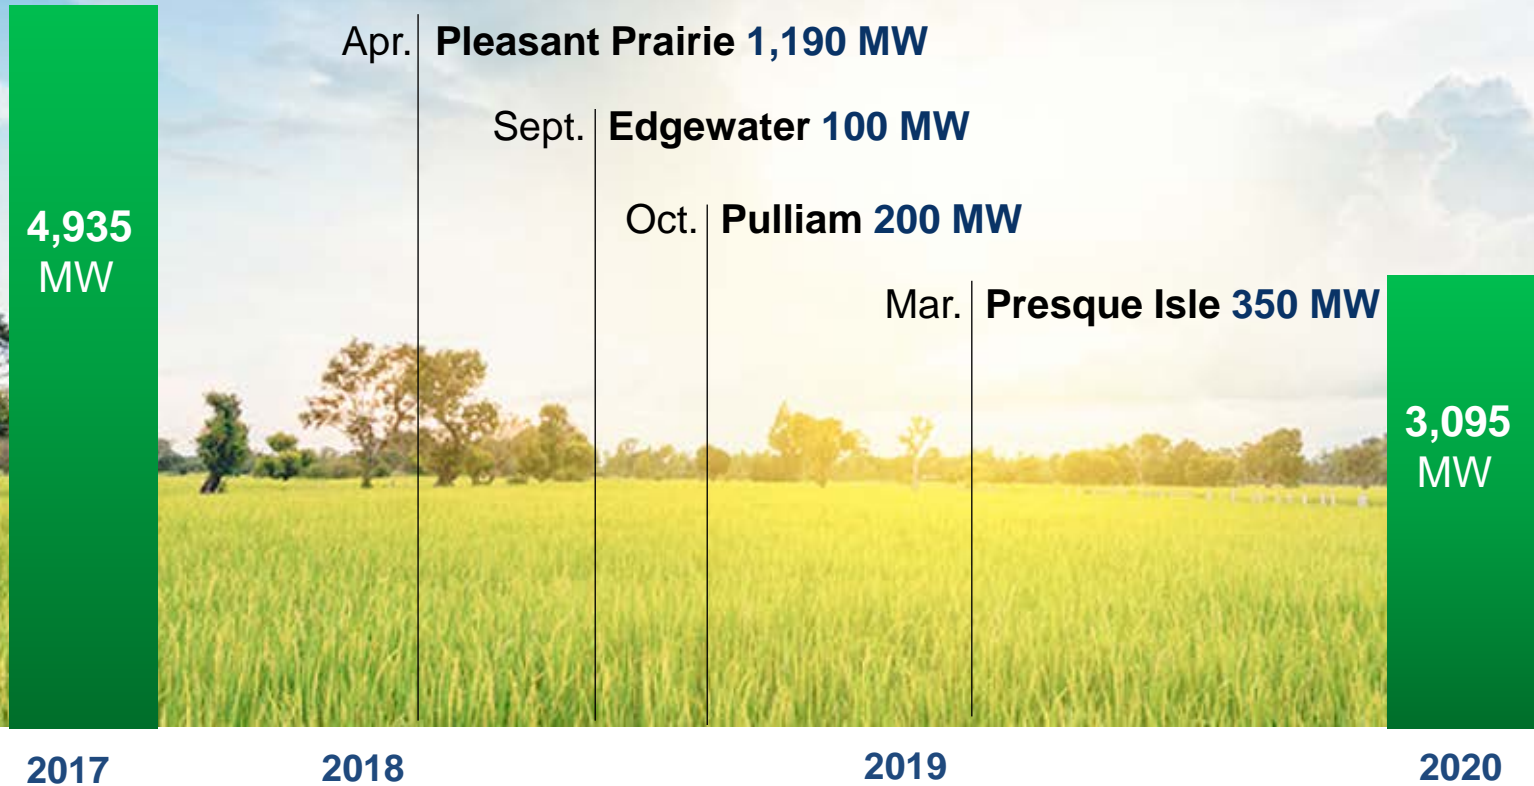 Apr. Pleasant Prairie 1,190 MW
Sept. Edgewater 100 MW
Oct. Pulliam 200 MW
Mar. Presque Isle 350 MW
4,935
MW
3,095
MW
2017 2018 2019 2020